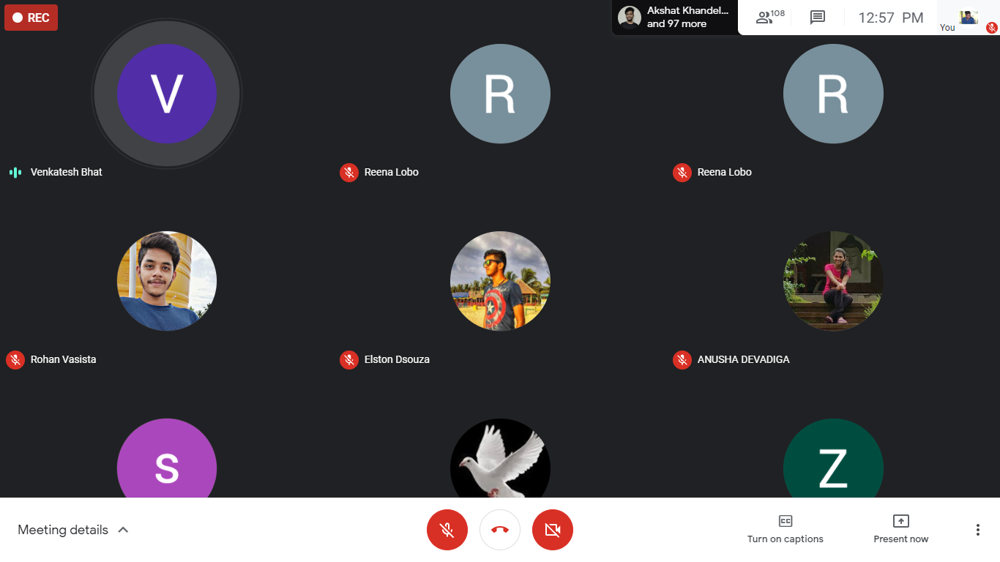 REC
Akshat Khandel...
and 97 more
108
12:57 PM
You
V
R
R
Venkatesh Bhat
Reena Lobo
Reena Lobo
Rohan Vasista
Elston Dsouza
ANUSHA DEVADIGA
s
Z
Meeting details
CC
Turn on captions
Present now